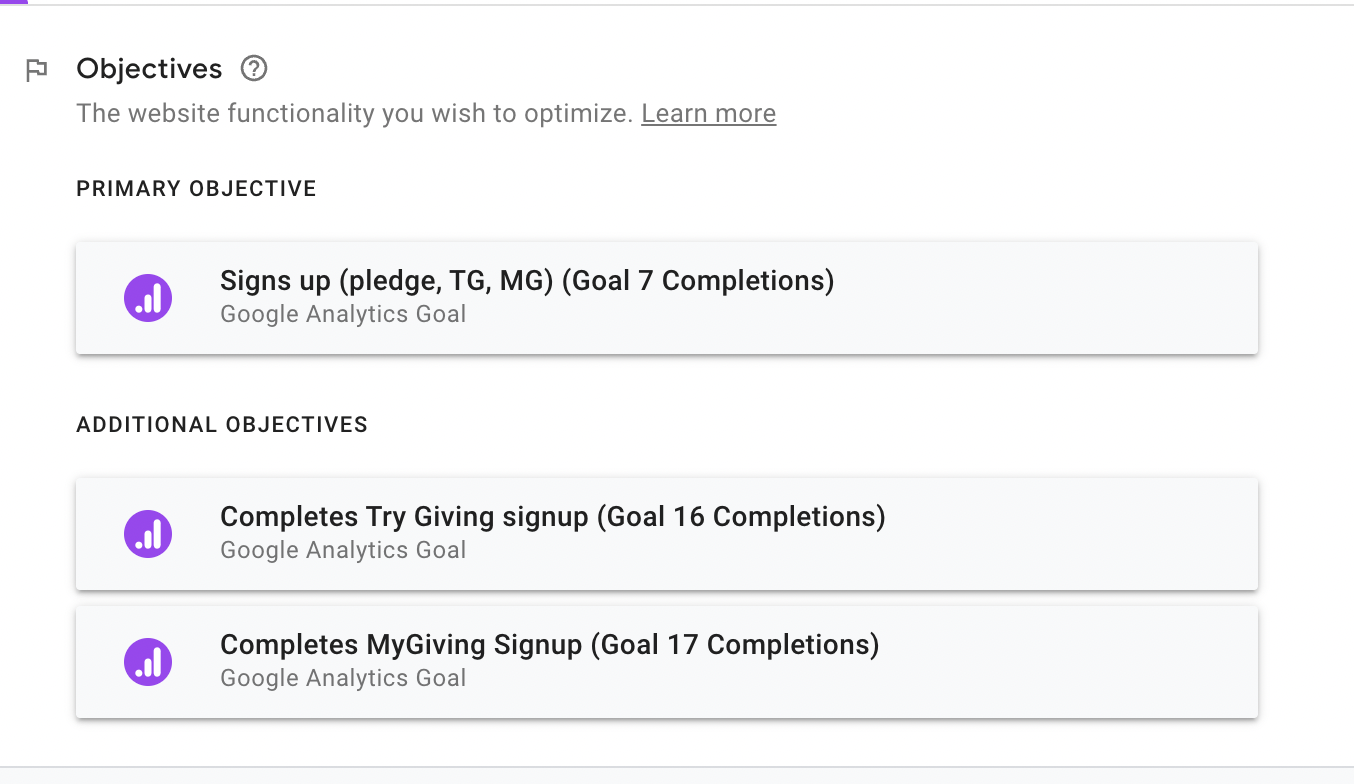 Objectives
The website functionality you wish to optimize. Learn more
PRIMARY OBJECTIVE
Signs up (pledge, TG, MG) (Goal 7 Completions)
Google Analytics Goal
ADDITIONAL OBJECTIVES
Completes Try Giving signup (Goal 16 Completions)
Google Analytics Goal
Completes MyGiving Signup (Goal 17 Completions)
Google Analytics Goal